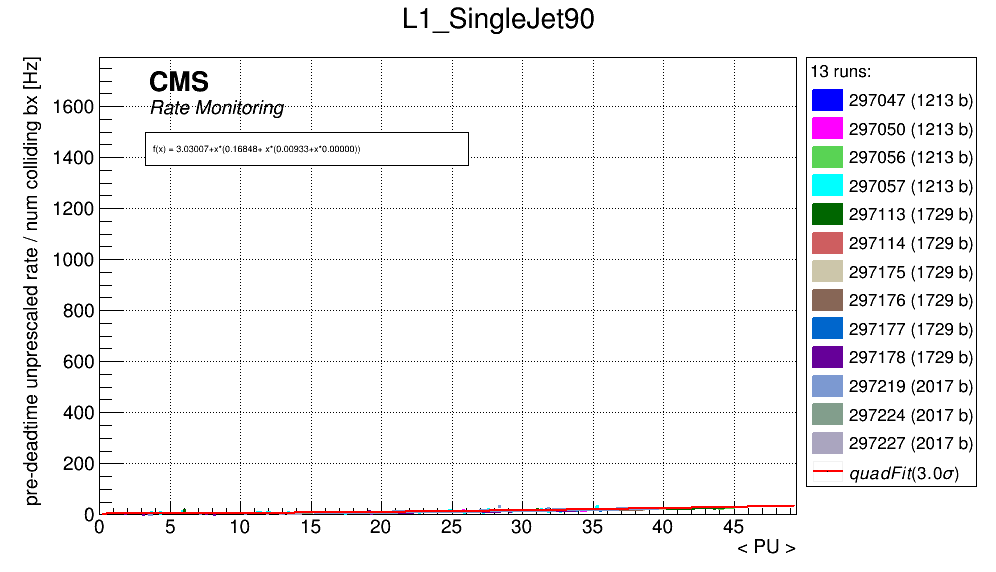 L1_SingleJet90
pre-deadtime unprescaled rate / num colliding bx [Hz]
CMS
Rate Monitoring
f(x) = 3.03007+x*(0.16848+ x*(0.00933+x*0.00000))
1600
1400
1200
1000
800
600
400
200
0
0 5 10 15 20 25 30 35 40 45
< PU >
13 runs:
297047 (1213 b)
297050 (1213 b)
297056 (1213 b)
297057 (1213 b)
297113 (1729 b)
297114 (1729 b)
297175 (1729 b)
297176 (1729 b)
297177 (1729 b)
297178 (1729 b)
297219 (2017 b)
297224 (2017 b)
297227 (2017 b)
quadFit(3.0σ)